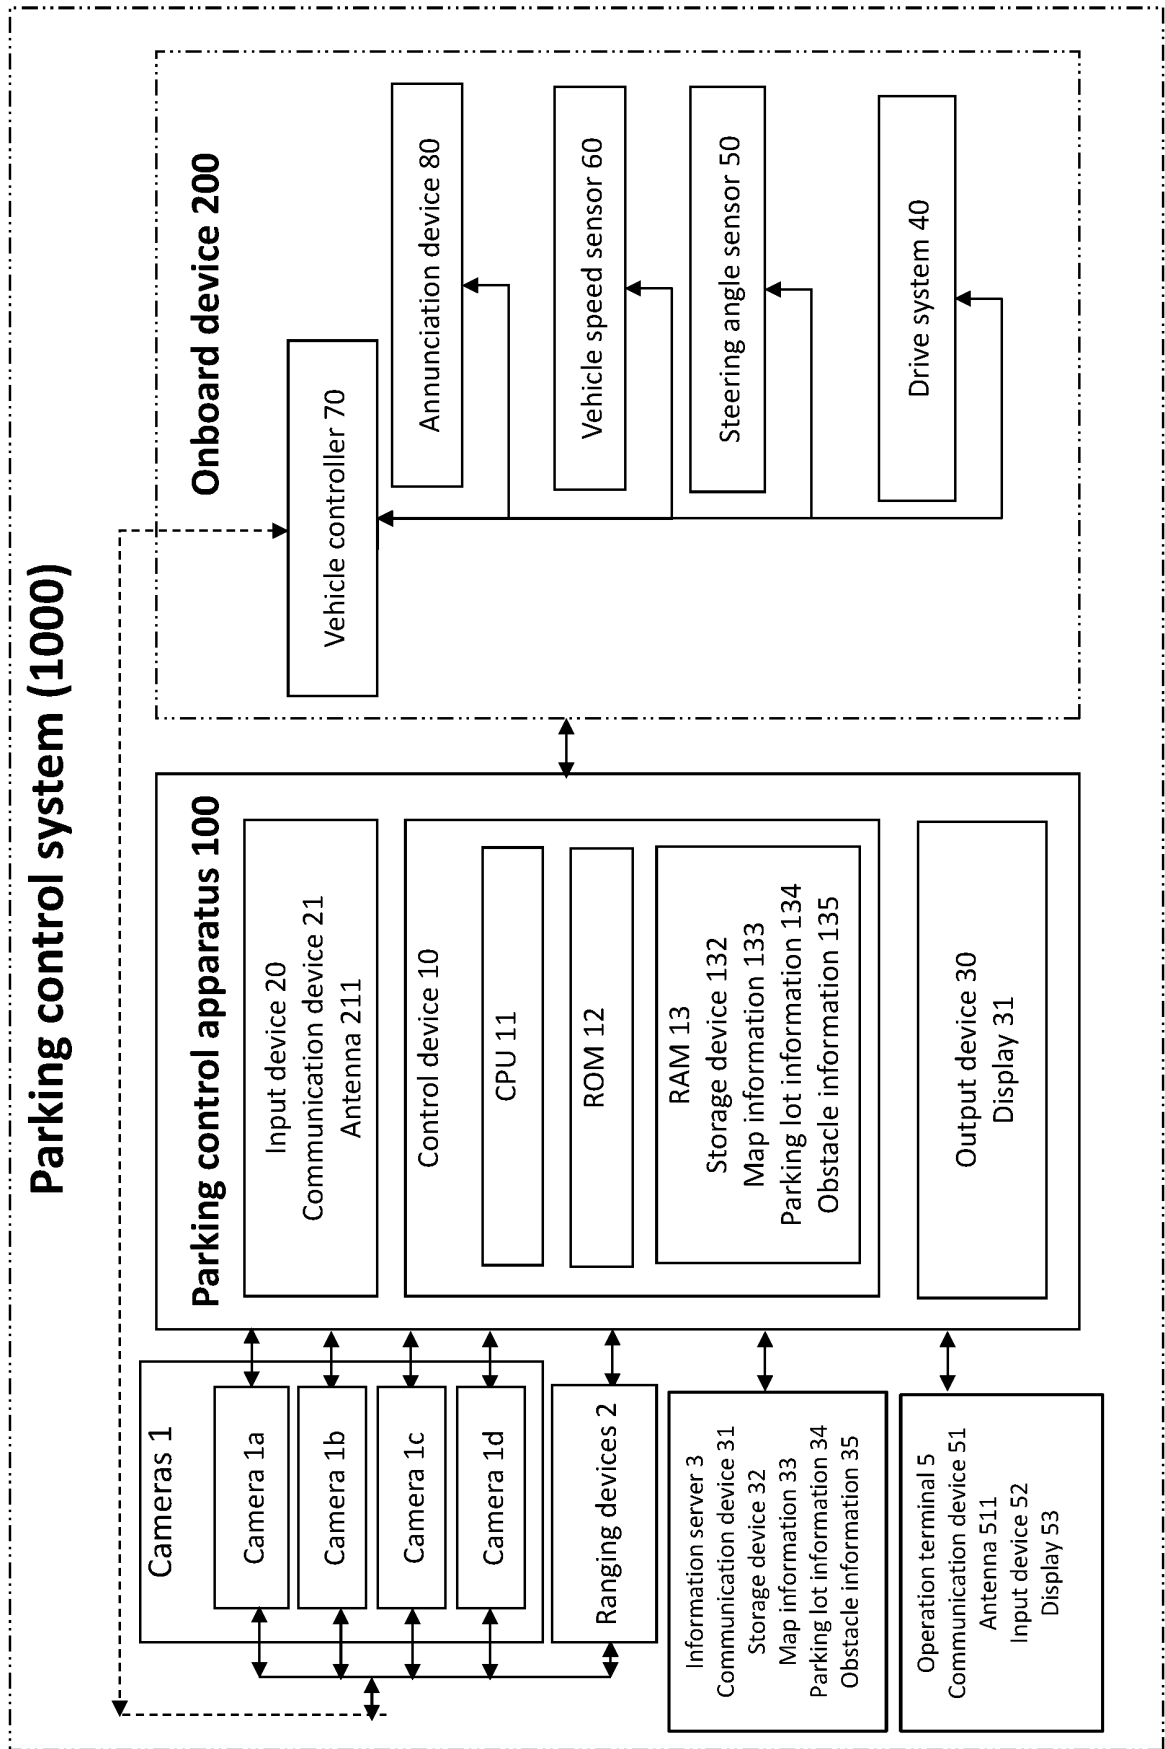 Parking control system (1000)
Cameras 1
Camera 1a
Camera 1b
Camera 1c
Camera 1d
Ranging devices 2
Information server 3
Communication device 31
Storage device 32
Map information 33
Parking lot information 34
Obstacle information 35
Operation terminal 5
Communication device 51
Antenna 511
Input device 52
Display 53
Parking control apparatus 100
Input device 20
Communication device 21
Antenna 211
Control device 10
CPU 11
ROM 12
RAM 13
Storage device 132
Map information 133
Parking lot information 134
Obstacle information 135
Output device 30
Display 31
Onboard device 200
Vehicle controller 70
Annunciation device 80
Vehicle speed sensor 60
Steering angle sensor 50
Drive system 40